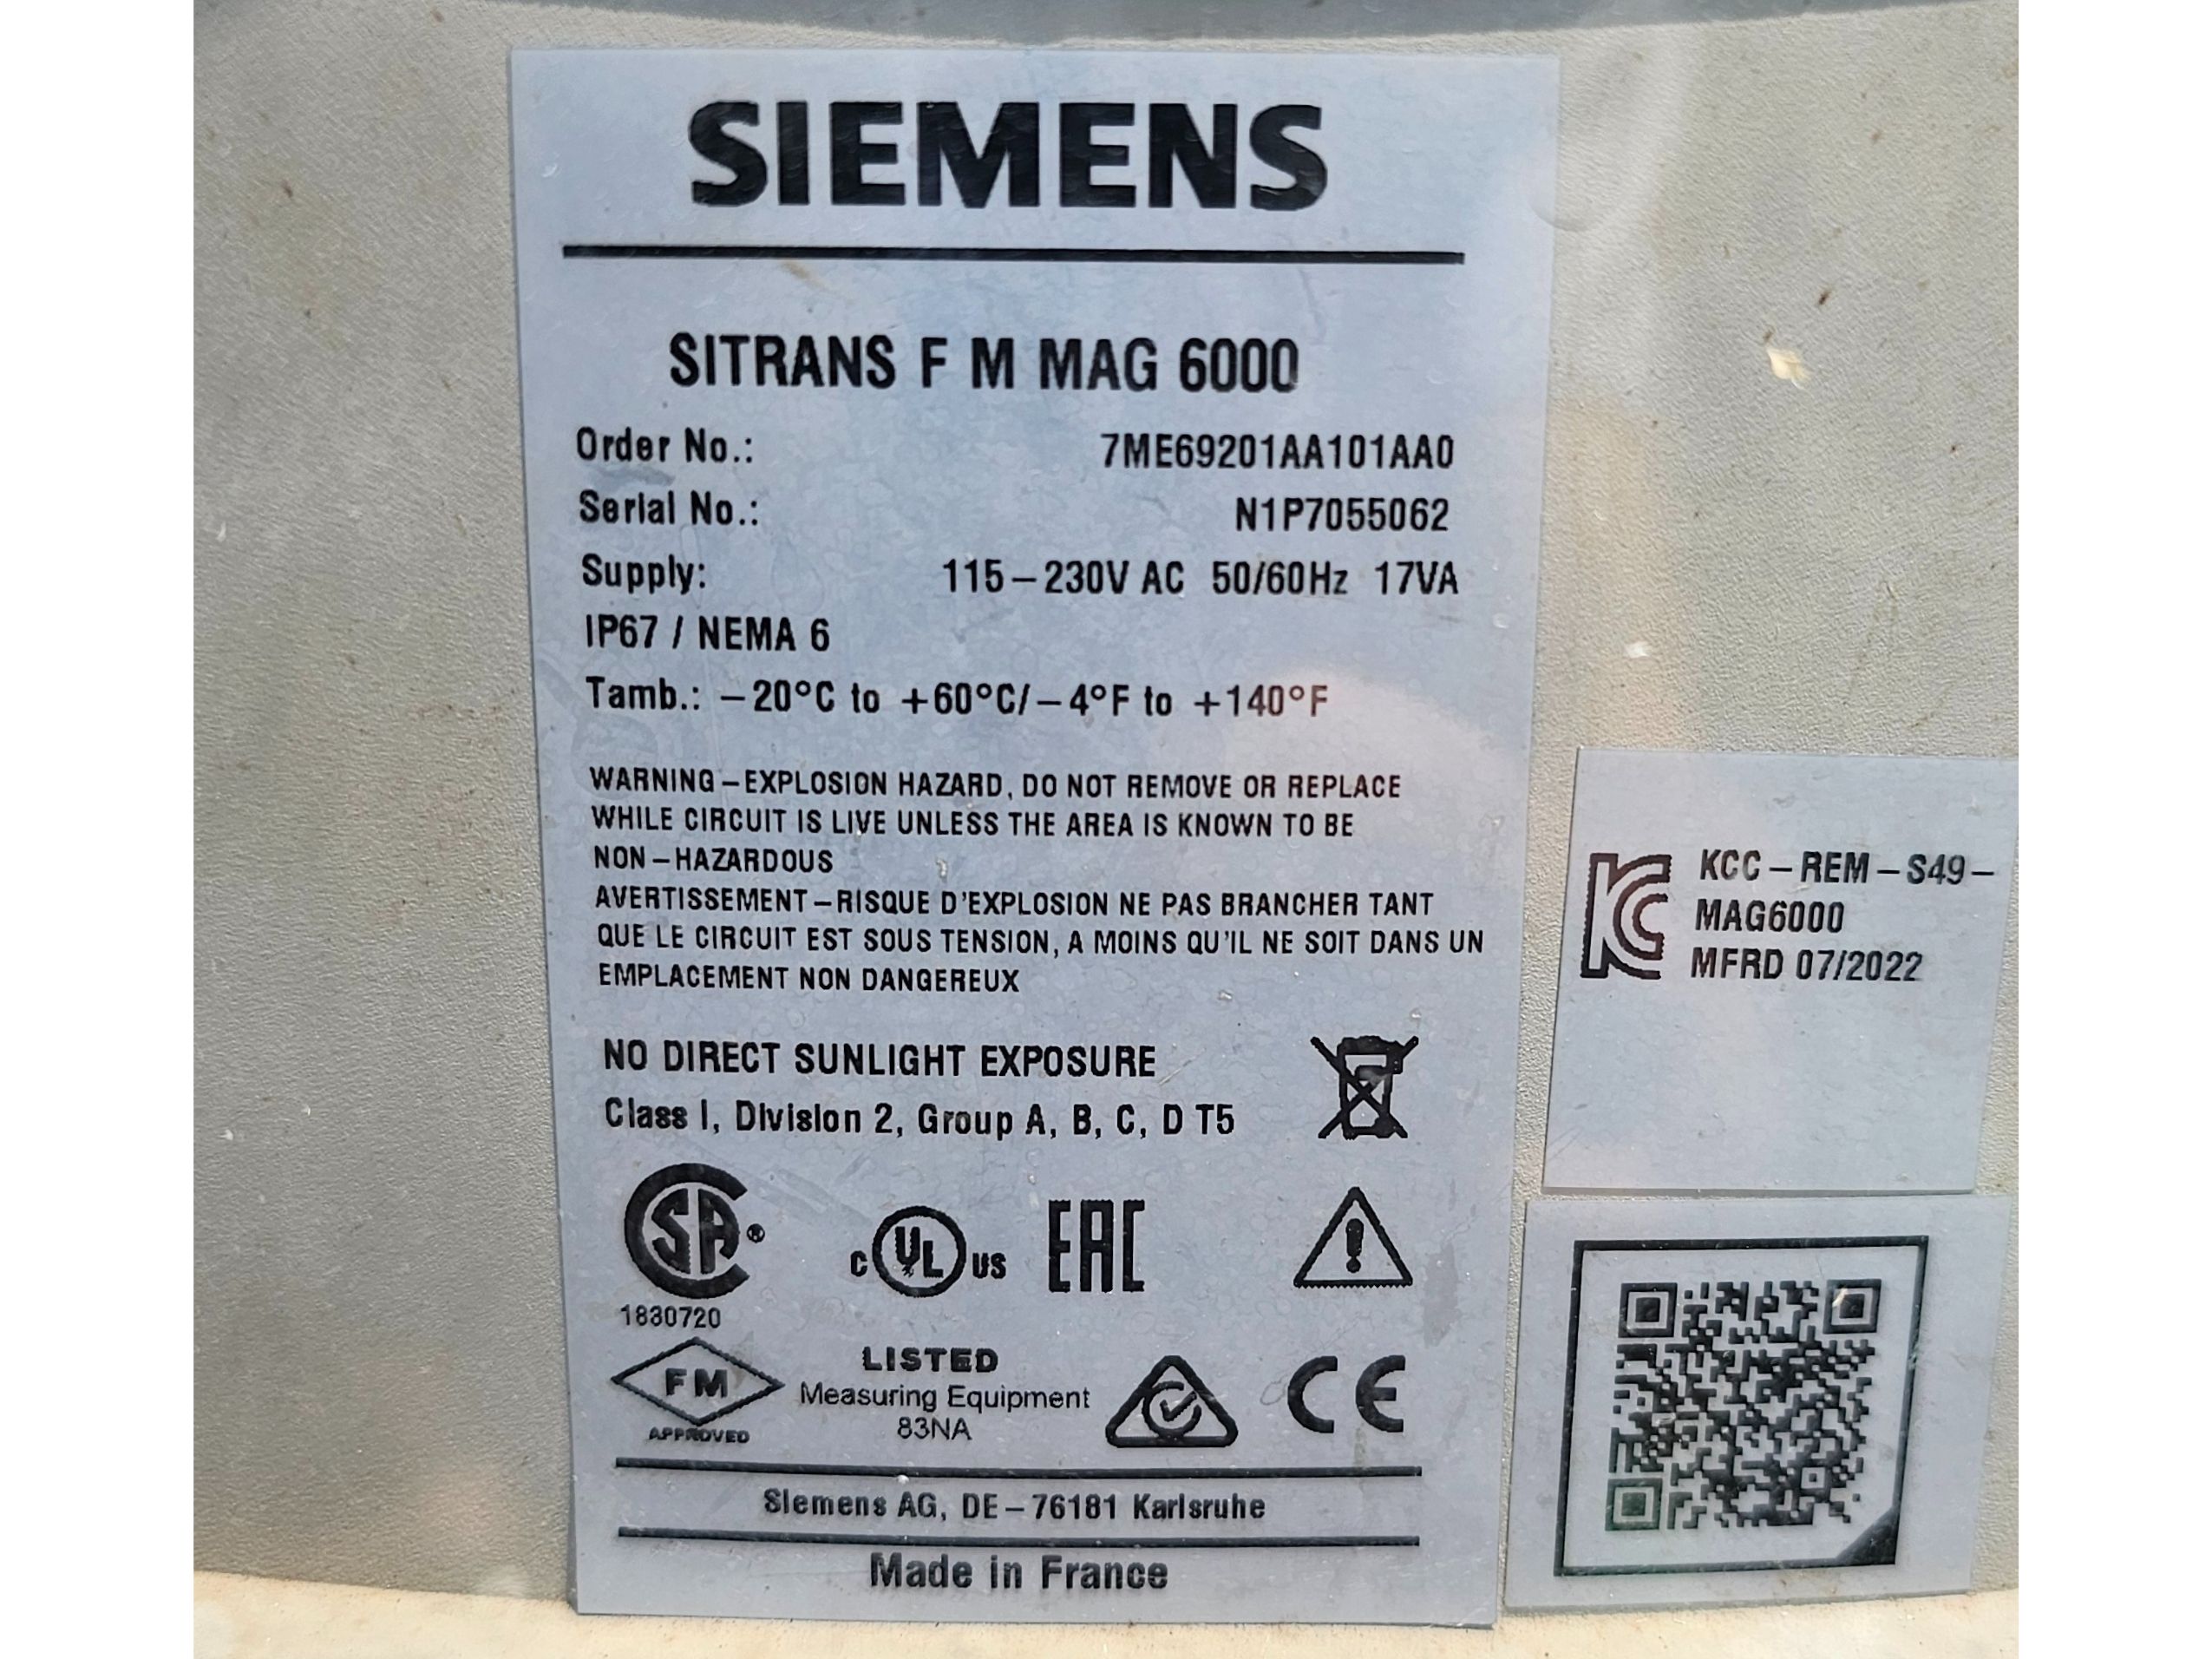 SIEMENS
SITRANS F M MAG 6000
Order No.: 7ME69201AA101AA0
Serial No.: N1P7055062
Supply: 115-230V AC 50/60Hz 17VA
IP67 / NEMA 6
Tamb.: -20°C to +60°C/-4°F to +140°F
WARNING-EXPLOSION HAZARD, DO NOT REMOVE OR REPLACE
WHILE CIRCUIT IS LIVE UNLESS THE AREA IS KNOWN TO BE
NON-HAZARDOUS
AVERTISSEMENT-RISQUE D'EXPLOSION NE PAS BRANCHER TANT
QUE LE CIRCUIT EST SOUS TENSION, A MOINS QU'IL NE SOIT DANS UN
EMPLACEMENT NON DANGEREUX
NO DIRECT SUNLIGHT EXPOSURE
Class I, Division 2, Group A, B, C, D T5
CSA®
1830720
C UL US
EAC
FM
APPROVED
LISTED
Measuring Equipment
83NA
CE
Siemens AG, DE-76181 Karlsruhe
Made in France
KC
KCC-REM-S49-
MAG6000
MFRD 07/2022